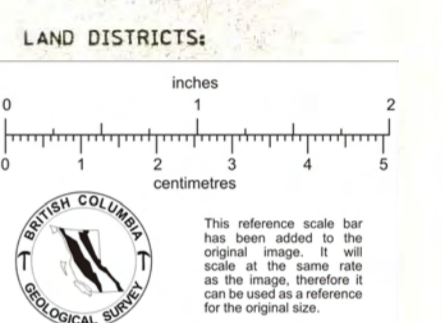 LAND DISTRICTS:
inches
0 1 2
0 1 2 3 4 5
centimetres
BRITISH COLUMBIA
GEOLOGICAL SURVEY
This reference scale bar
has been added to the
original image. It will
scale at the same rate
as the image, therefore it
can be used as a reference
for the original size.